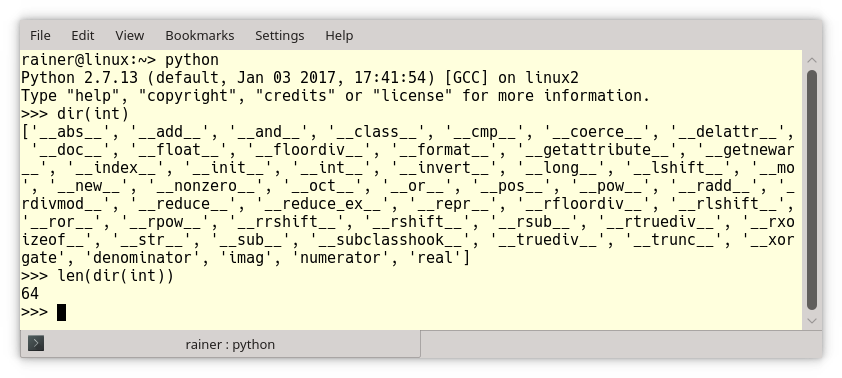 File Edit View Bookmarks Settings Help
rainer@linux:~> python
Python 2.7.13 (default, Jan 03 2017, 17:41:54) [GCC] on linux2
Type "help", "copyright", "credits" or "license" for more information.
>>> dir(int)
['__abs__', '__add__', '__and__', '__class__', '__cmp__', '__coerce__', '__delattr__',
'__doc__', '__float__', '__floordiv__', '__format__', '__getattribute__', '__getnewar
__', '__index__', '__init__', '__int__', '__invert__', '__long__', '__lshift__', '__mo
', '__new__', '__nonzero__', '__oct__', '__or__', '__pos__', '__pow__', '__radd__', '_
rdivmod__', '__reduce__', '__reduce_ex__', '__repr__', '__rfloordiv__', '__rlshift__',
'__ror__', '__rpow__', '__rrshift__', '__rshift__', '__rsub__', '__rtruediv__', '__rxo
izeof__', '__str__', '__sub__', '__subclasshook__', '__truediv__', '__trunc__', '__xor
gate', 'denominator', 'imag', 'numerator', 'real']
>>> len(dir(int))
64
>>>
rainer : python